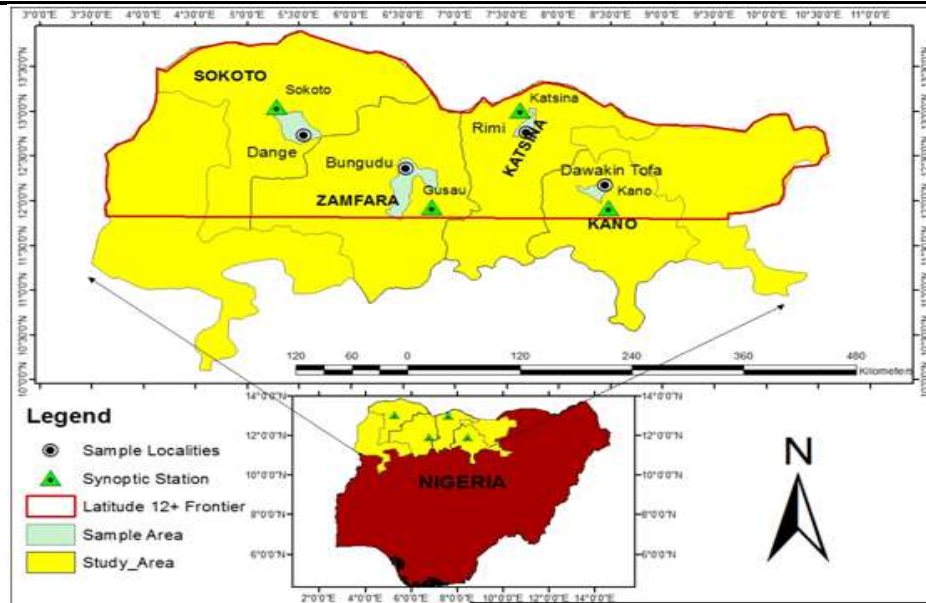 3°0'0"E 3°30'0"E 4°0'0"E 4°30'0"E 5°0'0"E 5°30'0"E 6°0'0"E 6°30'0"E 7°0'0"E 7°30'0"E 8°0'0"E 8°30'0"E 9°0'0"E 9°30'0"E 10°0'0"E 11°0'0"E
SOKOTO
Sokoto
Katsina
Rimi
KATSINA
Dange
Bungudu
Dawakin Tofa
Gusau
Kano
ZAMFARA
KANO
120 60 0 120 240 360 480
Kilometers
Legend
Sample Localities
Synoptic Station
Latitude 12+ Frontier
Sample Area
Study_Area
14°0'0"N 14°0'0"N
12°0'0"N 12°0'0"N
10°0'0"N 10°0'0"N
8°0'0"N 8°0'0"N
6°0'0"N 6°0'0"N
NIGERIA
2°0'0"E 4°0'0"E 6°0'0"E 8°0'0"E 10°0'0"E 12°0'0"E 14°0'0"E
N